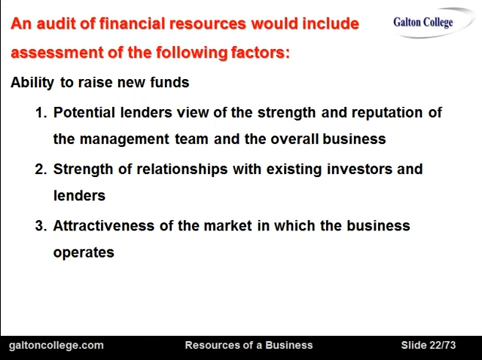 An audit of financial resources would include
Galton College
assessment of the following factors:
Ability to raise new funds
1. Potential lenders view of the strength and reputation of
the management team and the overall business
2. Strength of relationships with existing investors and
lenders
3. Attractiveness of the market in which the business
operates
galtoncollege.com Resources of a Business Slide 22/73